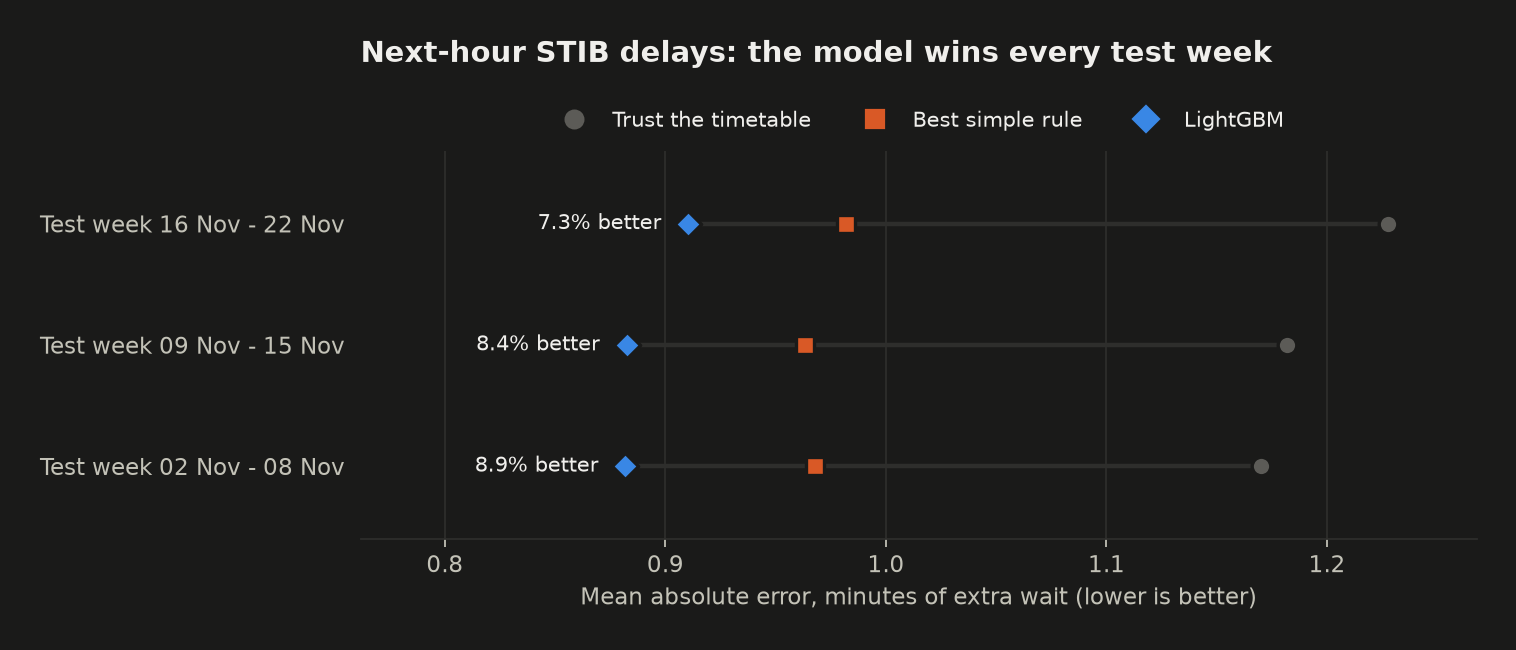 Next-hour STIB delays: the model wins every test week
Trust the timetable Best simple rule LightGBM
Test week 16 Nov - 22 Nov 7.3% better
Test week 09 Nov - 15 Nov 8.4% better
Test week 02 Nov - 08 Nov 8.9% better
0.8 0.9 1.0 1.1 1.2
Mean absolute error, minutes of extra wait (lower is better)